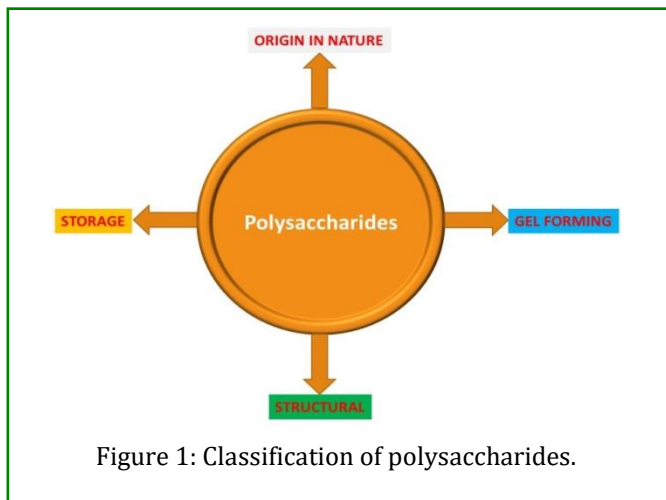 ORIGIN IN NATURE
STORAGE
Polysaccharides
GEL FORMING
STRUCTURAL
Figure 1: Classification of polysaccharides.